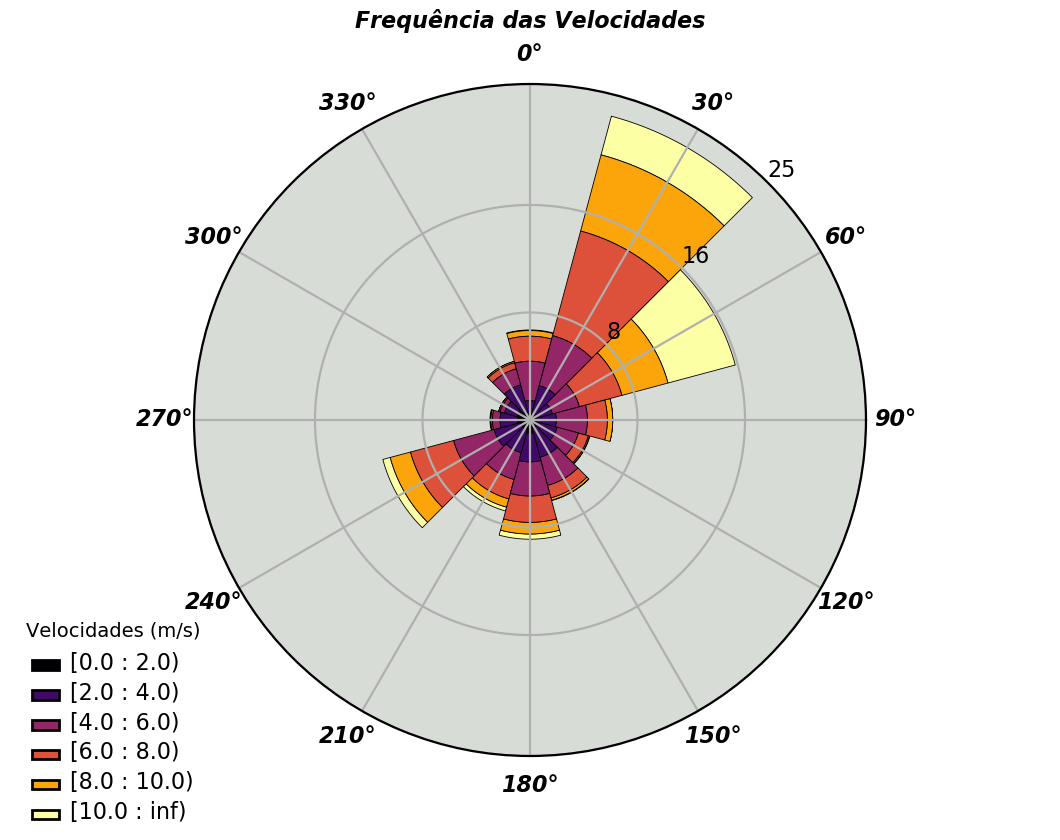 Frequência das Velocidades
0°
30°
60°
90°
120°
150°
180°
210°
240°
270°
300°
330°
8
16
25
Velocidades (m/s)
[0.0 : 2.0)
[2.0 : 4.0)
[4.0 : 6.0)
[6.0 : 8.0)
[8.0 : 10.0)
[10.0 : inf)